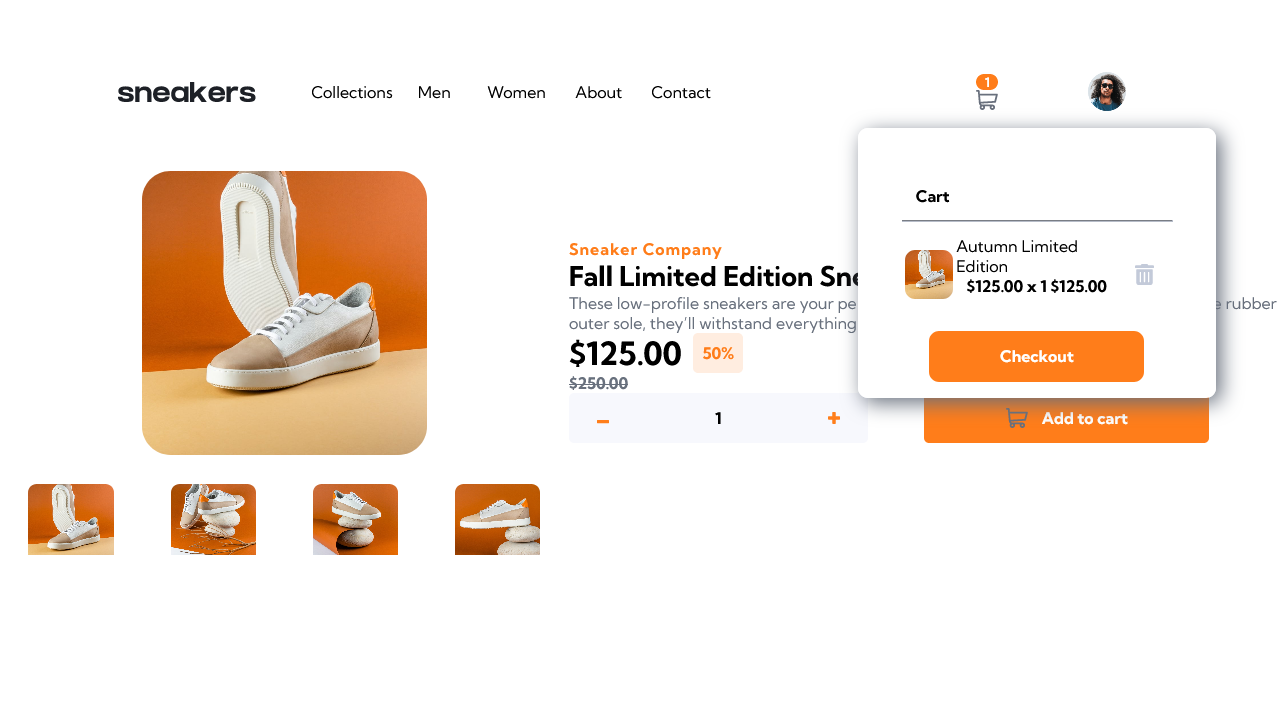 sneakers
Collections Men Women About Contact
1
Cart
Autumn Limited
Edition
$125.00 x 1 $125.00
Checkout
Sneaker Company
Fall Limited Edition Sne
These low-profile sneakers are your pe
e rubber
outer sole, they’ll withstand everything
$125.00 50%
$250.00
1
Add to cart